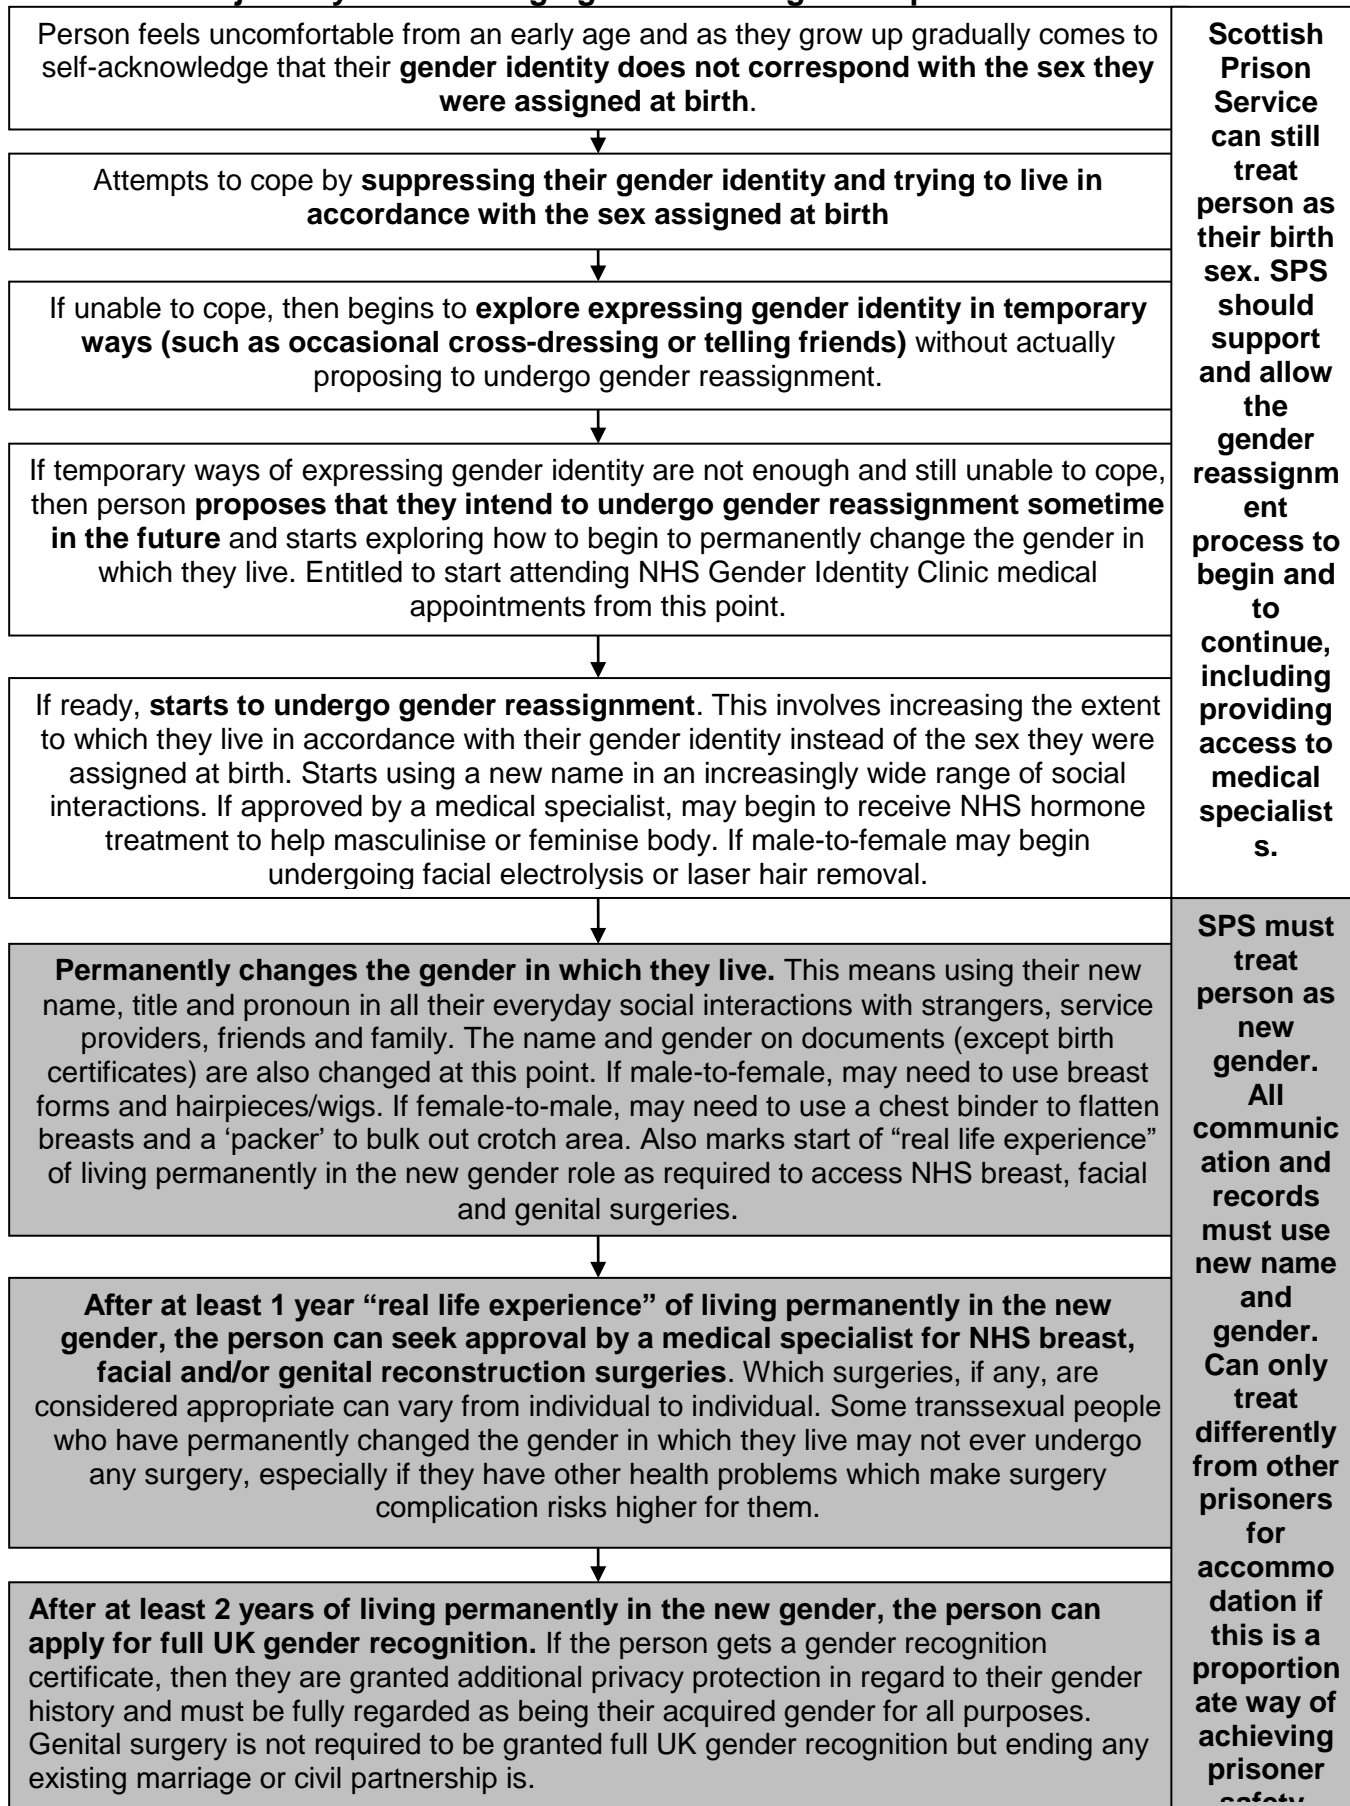 Person feels uncomfortable from an early age and as they grow up gradually comes to
self-acknowledge that their gender identity does not correspond with the sex they
were assigned at birth.
Attempts to cope by suppressing their gender identity and trying to live in
accordance with the sex assigned at birth
If unable to cope, then begins to explore expressing gender identity in temporary
ways (such as occasional cross-dressing or telling friends) without actually
proposing to undergo gender reassignment.
If temporary ways of expressing gender identity are not enough and still unable to cope,
then person proposes that they intend to undergo gender reassignment sometime
in the future and starts exploring how to begin to permanently change the gender in
which they live. Entitled to start attending NHS Gender Identity Clinic medical
appointments from this point.
If ready, starts to undergo gender reassignment. This involves increasing the extent
to which they live in accordance with their gender identity instead of the sex they were
assigned at birth. Starts using a new name in an increasingly wide range of social
interactions. If approved by a medical specialist, may begin to receive NHS hormone
treatment to help masculinise or feminise body. If male-to-female may begin
undergoing facial electrolysis or laser hair removal.
Scottish
Prison
Service
can still
treat
person as
their birth
sex. SPS
should
support
and allow
the
gender
reassignm
ent
process to
begin and
to
continue,
including
providing
access to
medical
specialist
s.
Permanently changes the gender in which they live. This means using their new
name, title and pronoun in all their everyday social interactions with strangers, service
providers, friends and family. The name and gender on documents (except birth
certificates) are also changed at this point. If male-to-female, may need to use breast
forms and hairpieces/wigs. If female-to-male, may need to use a chest binder to flatten
breasts and a ‘packer’ to bulk out crotch area. Also marks start of “real life experience”
of living permanently in the new gender role as required to access NHS breast, facial
and genital surgeries.
After at least 1 year “real life experience” of living permanently in the new
gender, the person can seek approval by a medical specialist for NHS breast,
facial and/or genital reconstruction surgeries. Which surgeries, if any, are
considered appropriate can vary from individual to individual. Some transsexual people
who have permanently changed the gender in which they live may not ever undergo
any surgery, especially if they have other health problems which make surgery
complication risks higher for them.
After at least 2 years of living permanently in the new gender, the person can
apply for full UK gender recognition. If the person gets a gender recognition
certificate, then they are granted additional privacy protection in regard to their gender
history and must be fully regarded as being their acquired gender for all purposes.
Genital surgery is not required to be granted full UK gender recognition but ending any
existing marriage or civil partnership is.
SPS must
treat
person as
new
gender.
All
communic
ation and
records
must use
new name
and
gender.
Can only
treat
differently
from other
prisoners
for
accommo
dation if
this is a
proportion
ate way of
achieving
prisoner